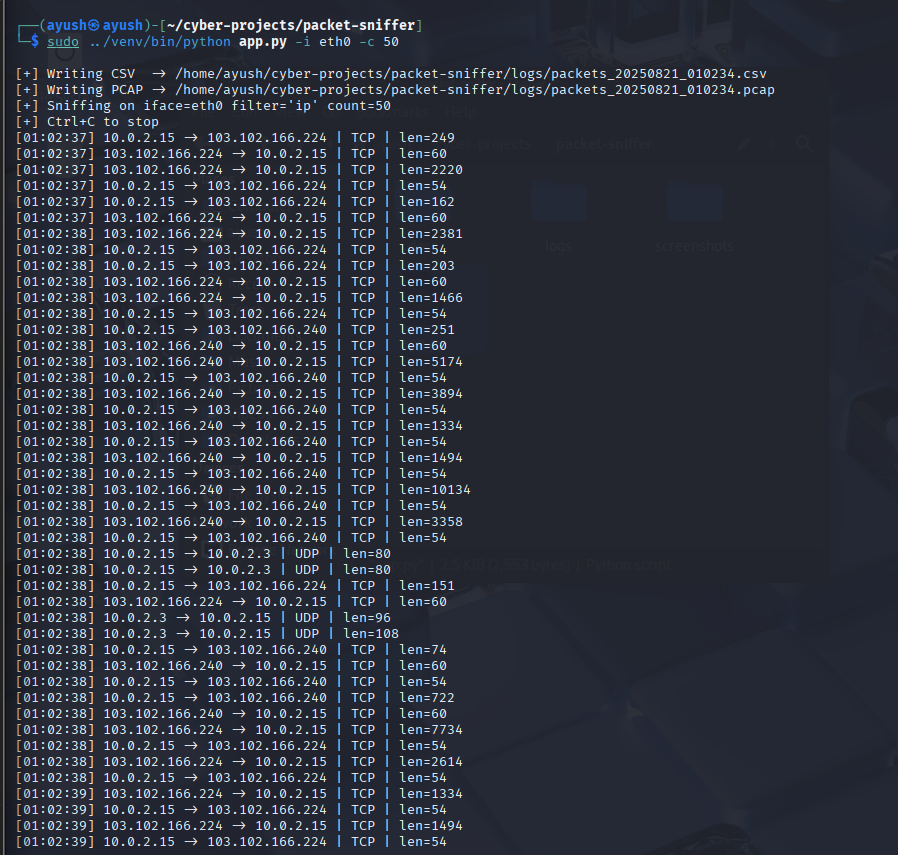 ┌──(ayush㉿ayush)-[~/cyber-projects/packet-sniffer]
└─$ sudo ../venv/bin/python app.py -i eth0 -c 50
[+] Writing CSV → /home/ayush/cyber-projects/packet-sniffer/logs/packets_20250821_010234.csv
[+] Writing PCAP → /home/ayush/cyber-projects/packet-sniffer/logs/packets_20250821_010234.pcap
[+] Sniffing on iface=eth0 filter='ip' count=50
[+] Ctrl+C to stop
[01:02:37] 10.0.2.15 → 103.102.166.224 | TCP | len=249
[01:02:37] 103.102.166.224 → 10.0.2.15 | TCP | len=60
[01:02:37] 103.102.166.224 → 10.0.2.15 | TCP | len=2220
[01:02:37] 10.0.2.15 → 103.102.166.224 | TCP | len=54
[01:02:37] 10.0.2.15 → 103.102.166.224 | TCP | len=162
[01:02:37] 103.102.166.224 → 10.0.2.15 | TCP | len=60
[01:02:38] 103.102.166.224 → 10.0.2.15 | TCP | len=2381
[01:02:38] 10.0.2.15 → 103.102.166.224 | TCP | len=54
[01:02:38] 10.0.2.15 → 103.102.166.224 | TCP | len=203
[01:02:38] 103.102.166.224 → 10.0.2.15 | TCP | len=60
[01:02:38] 103.102.166.224 → 10.0.2.15 | TCP | len=1466
[01:02:38] 10.0.2.15 → 103.102.166.224 | TCP | len=54
[01:02:38] 10.0.2.15 → 103.102.166.240 | TCP | len=251
[01:02:38] 103.102.166.240 → 10.0.2.15 | TCP | len=60
[01:02:38] 103.102.166.240 → 10.0.2.15 | TCP | len=5174
[01:02:38] 10.0.2.15 → 103.102.166.240 | TCP | len=54
[01:02:38] 103.102.166.240 → 10.0.2.15 | TCP | len=3894
[01:02:38] 10.0.2.15 → 103.102.166.240 | TCP | len=54
[01:02:38] 103.102.166.240 → 10.0.2.15 | TCP | len=1334
[01:02:38] 10.0.2.15 → 103.102.166.240 | TCP | len=54
[01:02:38] 103.102.166.240 → 10.0.2.15 | TCP | len=1494
[01:02:38] 10.0.2.15 → 103.102.166.240 | TCP | len=54
[01:02:38] 103.102.166.240 → 10.0.2.15 | TCP | len=10134
[01:02:38] 10.0.2.15 → 103.102.166.240 | TCP | len=54
[01:02:38] 103.102.166.240 → 10.0.2.15 | TCP | len=3358
[01:02:38] 10.0.2.15 → 103.102.166.240 | TCP | len=54
[01:02:38] 10.0.2.15 → 10.0.2.3 | UDP | len=80
[01:02:38] 10.0.2.15 → 10.0.2.3 | UDP | len=80
[01:02:38] 10.0.2.15 → 103.102.166.224 | TCP | len=151
[01:02:38] 103.102.166.224 → 10.0.2.15 | TCP | len=60
[01:02:38] 10.0.2.3 → 10.0.2.15 | UDP | len=96
[01:02:38] 10.0.2.3 → 10.0.2.15 | UDP | len=108
[01:02:38] 10.0.2.15 → 103.102.166.240 | TCP | len=74
[01:02:38] 103.102.166.240 → 10.0.2.15 | TCP | len=60
[01:02:38] 10.0.2.15 → 103.102.166.240 | TCP | len=54
[01:02:38] 10.0.2.15 → 103.102.166.240 | TCP | len=722
[01:02:38] 103.102.166.240 → 10.0.2.15 | TCP | len=60
[01:02:38] 103.102.166.224 → 10.0.2.15 | TCP | len=7734
[01:02:38] 10.0.2.15 → 103.102.166.224 | TCP | len=54
[01:02:38] 103.102.166.224 → 10.0.2.15 | TCP | len=2614
[01:02:38] 10.0.2.15 → 103.102.166.224 | TCP | len=54
[01:02:39] 103.102.166.224 → 10.0.2.15 | TCP | len=1334
[01:02:39] 10.0.2.15 → 103.102.166.224 | TCP | len=54
[01:02:39] 103.102.166.224 → 10.0.2.15 | TCP | len=1494
[01:02:39] 10.0.2.15 → 103.102.166.224 | TCP | len=54